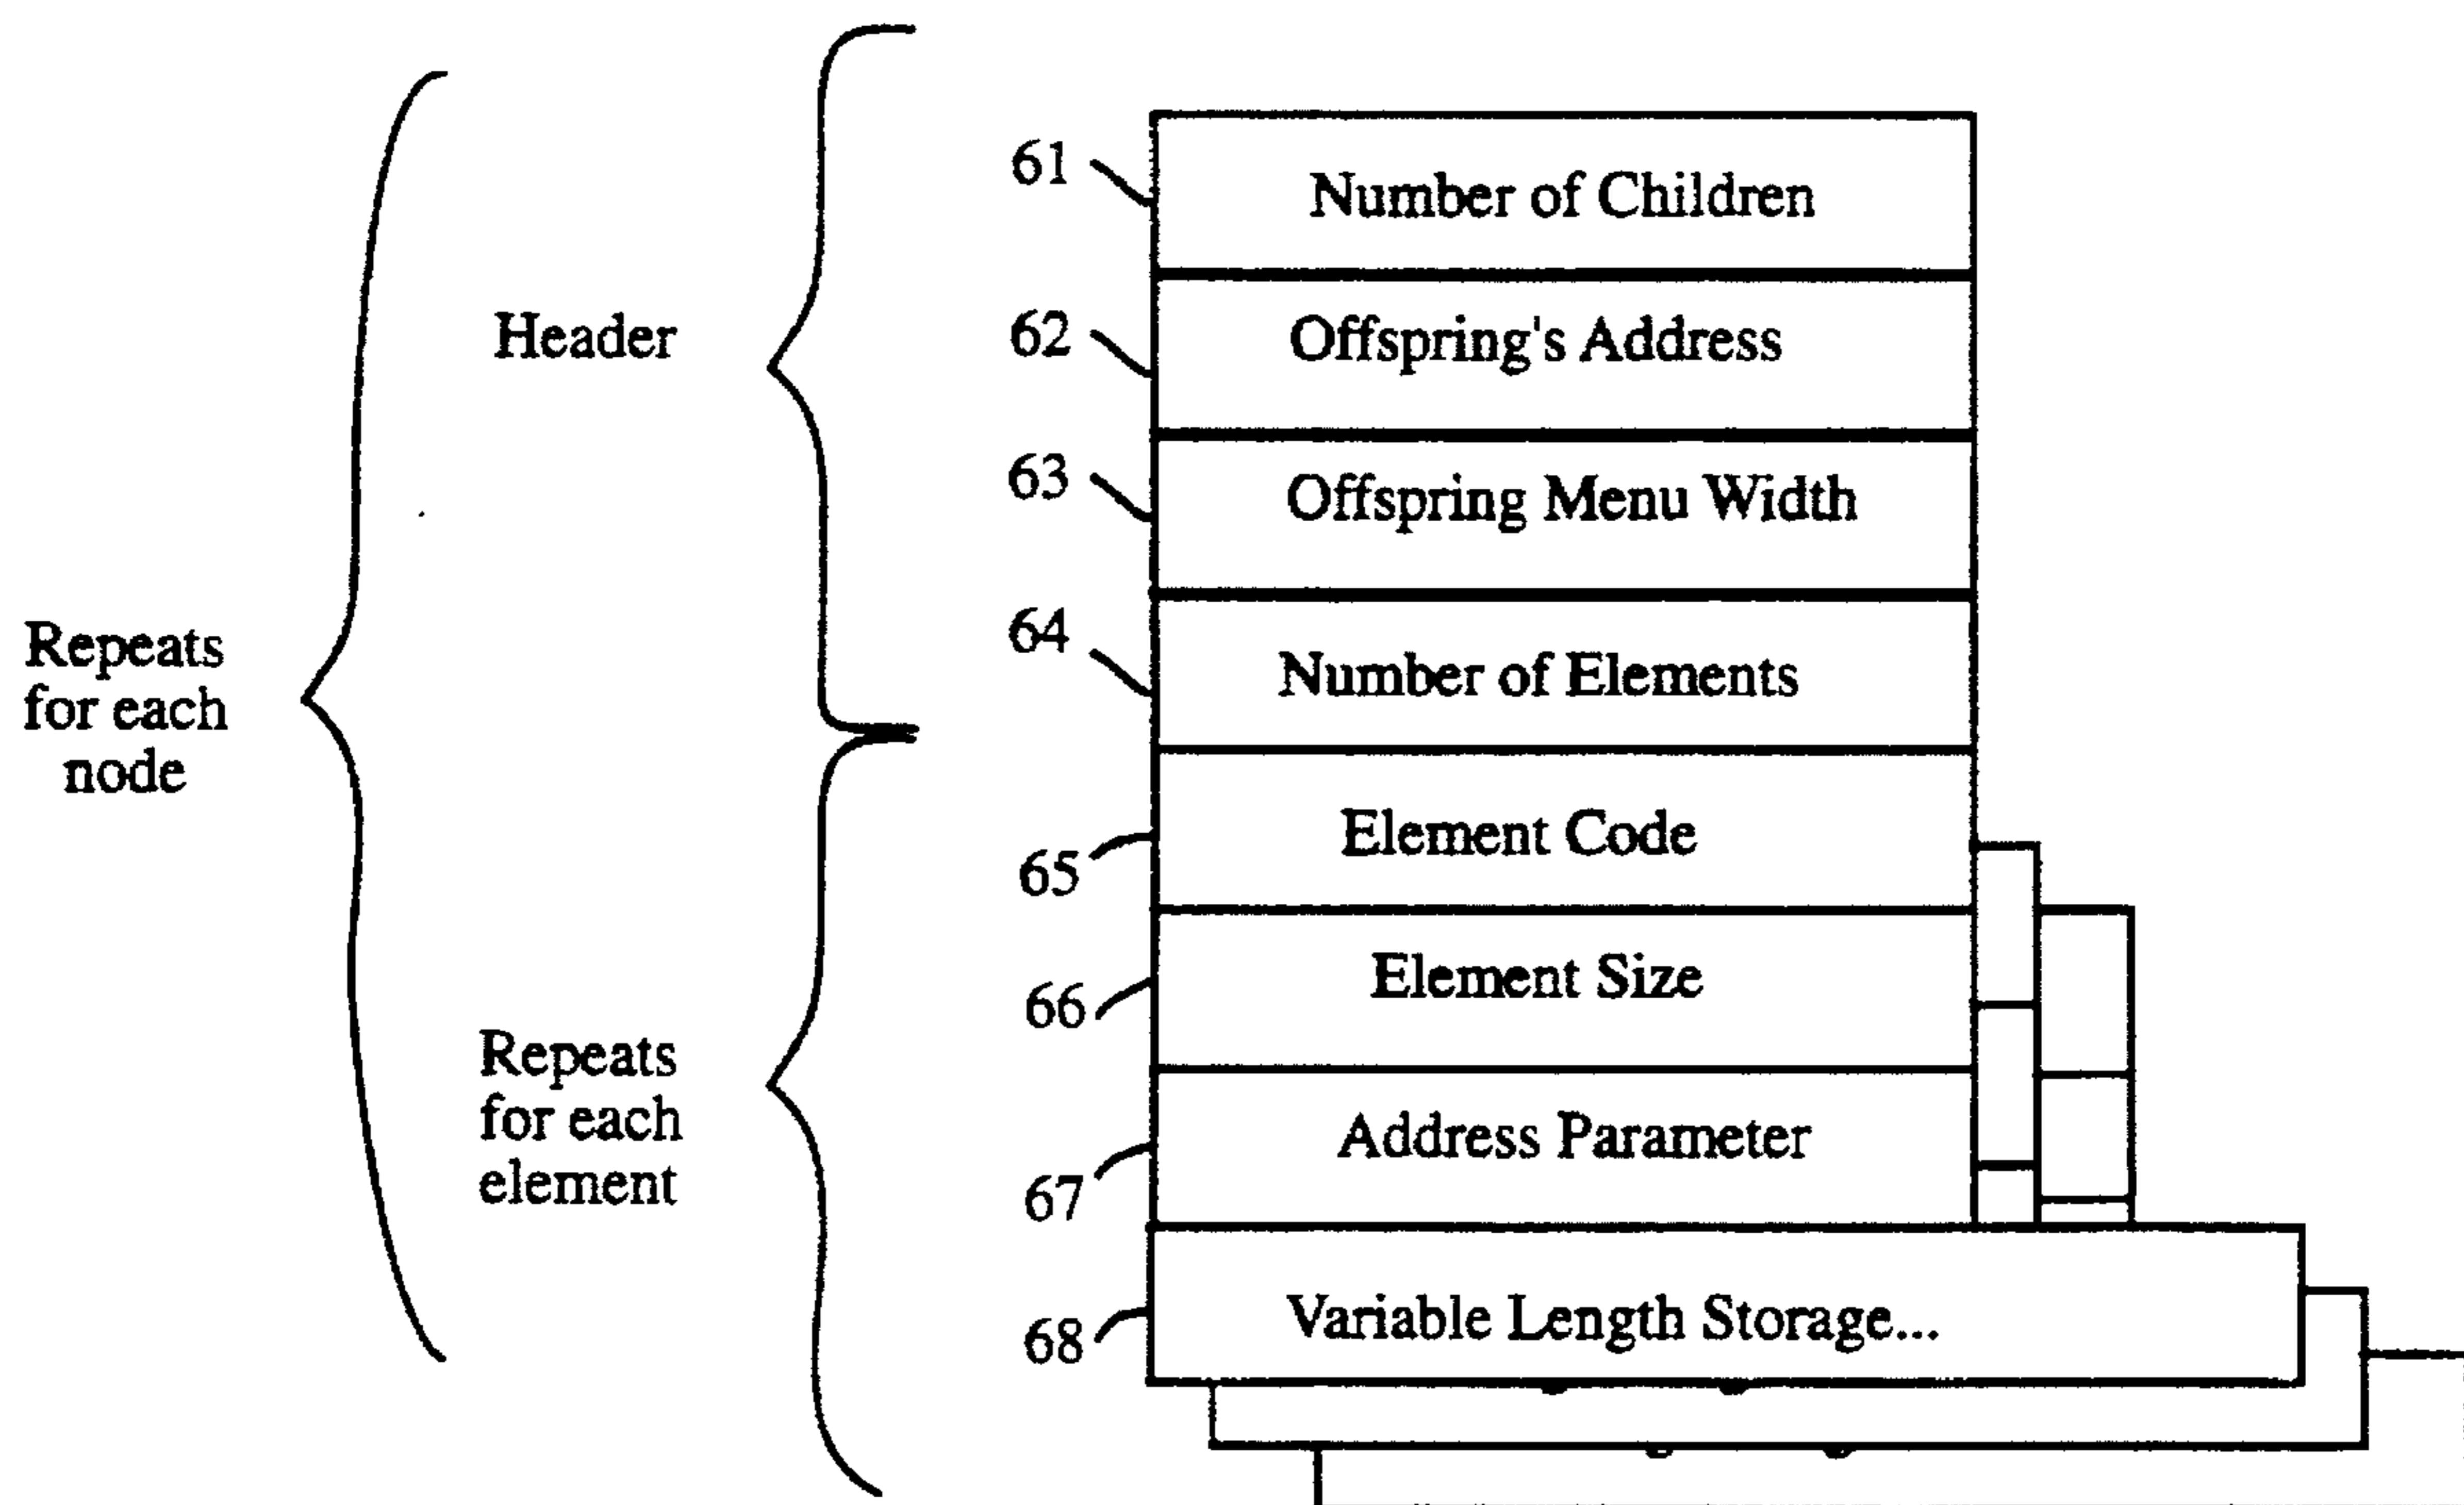 61
Number of Children
62
Offspring's Address
Header
63
Offspring Menu Width
64
Number of Elements
Repeats
for each
node
65
Element Code
66
Element Size
Repeats
for each
element
67
Address Parameter
68
Variable Length Storage...